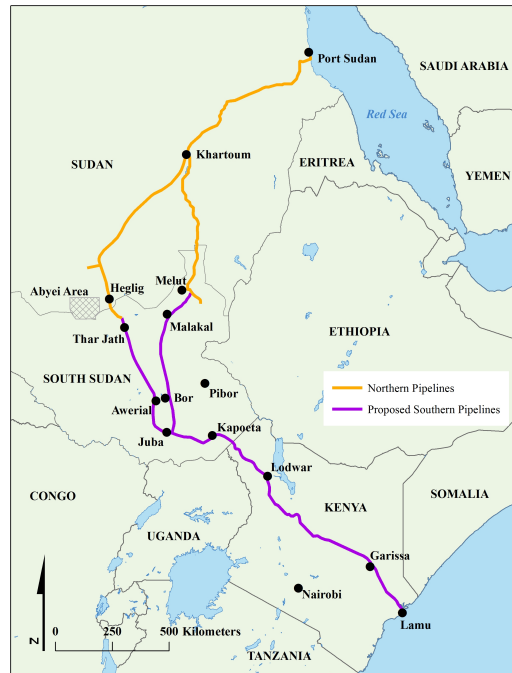 Port Sudan
SAUDI ARABIA
Red Sea
Khartoum
SUDAN
ERITREA
YEMEN
Melut
Abyei Area
Heglig
Malakal
Thar Jath
ETHIOPIA
SOUTH SUDAN
Pibor
Northern Pipelines
Bor
Awerial
Proposed Southern Pipelines
Kapoeta
Juba
Lodwar
CONGO
KENYA
SOMALIA
UGANDA
Garissa
Nairobi
Lamu
N
0 250 500 Kilometers
TANZANIA